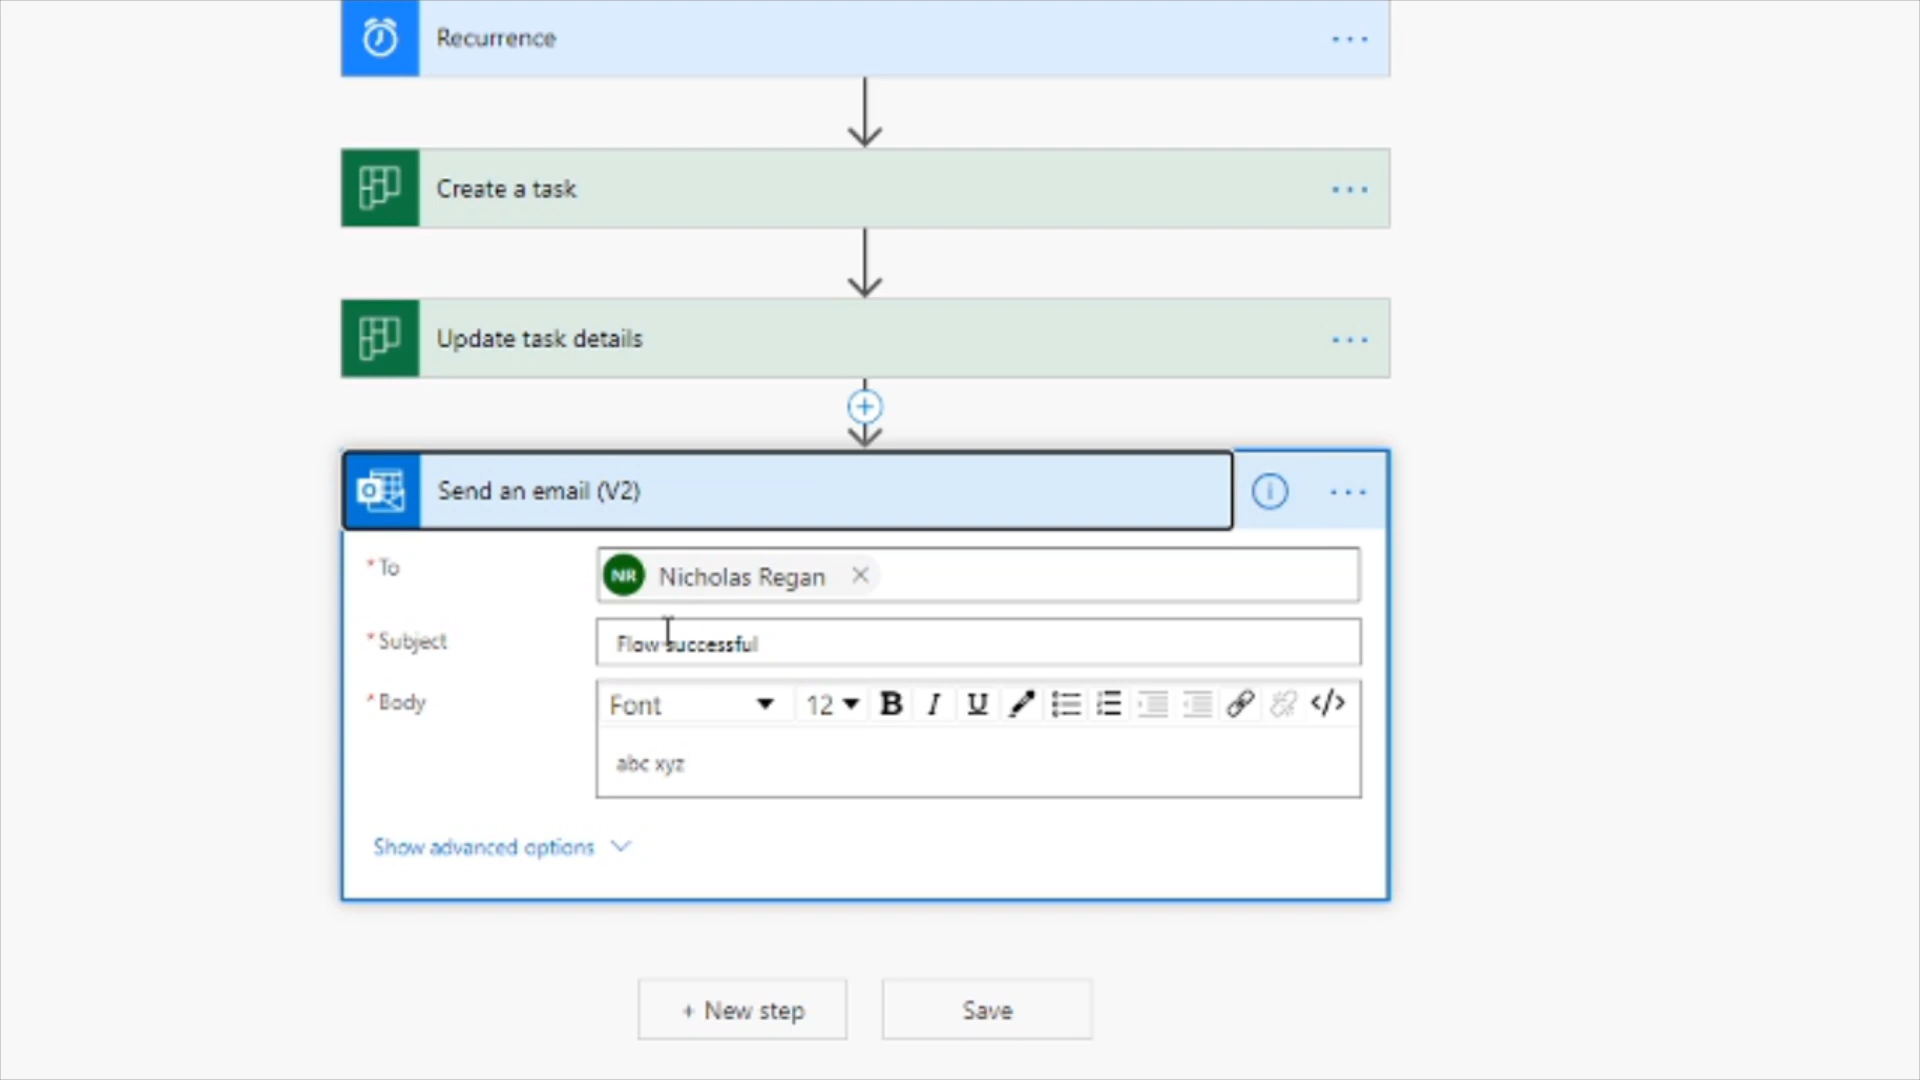 Recurrence
...
Create a task
...
Update task details
...
Send an email (V2)
...
* To
NR Nicholas Regan
* Subject
Flow successful
* Body
Font 12 B I U </>
abc xyz
Show advanced options
+ New step
Save